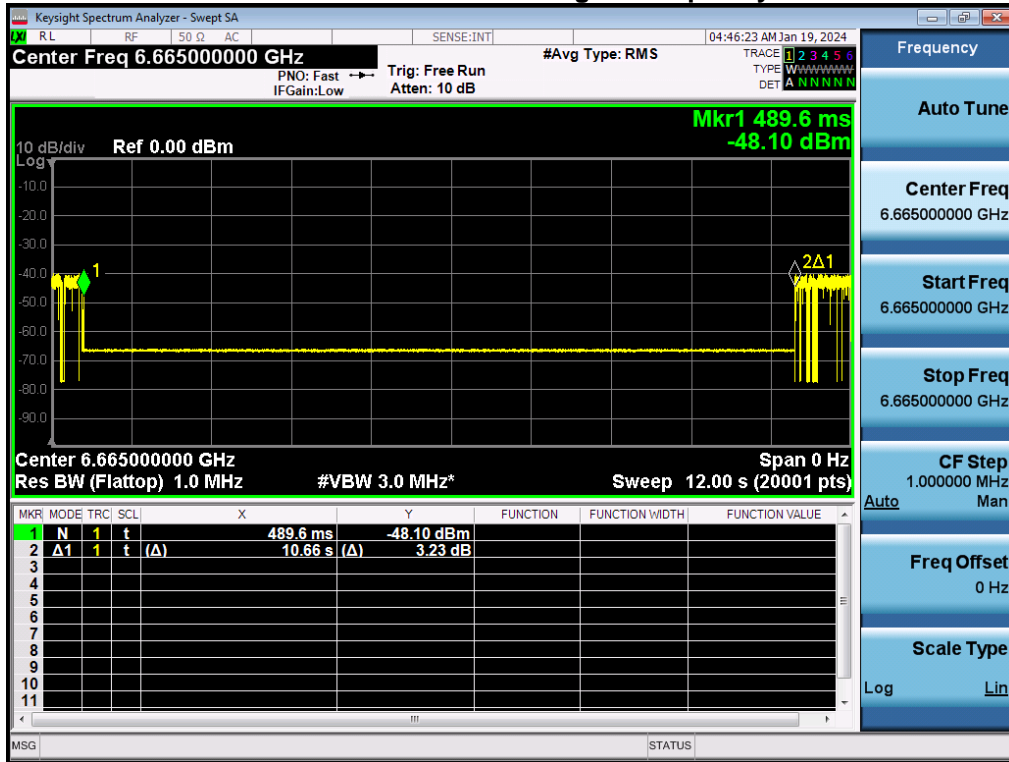 Keysight Spectrum Analyzer - Swept SA
LXI RL RF 50 Ω AC SENSE:INT 04:46:23 AM Jan 19, 2024
Center Freq 6.665000000 GHz #Avg Type: RMS TRACE 1 2 3 4 5 6
PNO: Fast Trig: Free Run TYPE WWWWWW
IFGain:Low Atten: 10 dB DET A N N N N N
Mkr1 489.6 ms
10 dB/div Ref 0.00 dBm -48.10 dBm
Log
-10.0
-20.0
-30.0
-40.0
-50.0
-60.0
-70.0
-80.0
-90.0
1
2Δ1
Center 6.665000000 GHz Span 0 Hz
Res BW (Flattop) 1.0 MHz #VBW 3.0 MHz* Sweep 12.00 s (20001 pts)
MKR MODE TRC SCL X Y FUNCTION FUNCTION WIDTH FUNCTION VALUE
1 N 1 t 489.6 ms -48.10 dBm
2 Δ1 1 t (Δ) 10.66 s (Δ) 3.23 dB
3
4
5
6
7
8
9
10
11
MSG STATUS
Frequency
Auto Tune
Center Freq
6.665000000 GHz
Start Freq
6.665000000 GHz
Stop Freq
6.665000000 GHz
CF Step
1.000000 MHz
Auto Man
Freq Offset
0 Hz
Scale Type
Log Lin